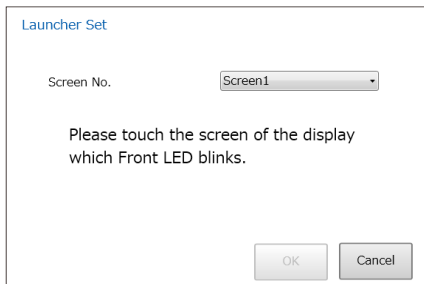 Launcher Set
Screen No. Screen1
Please touch the screen of the display
which Front LED blinks.
OK Cancel